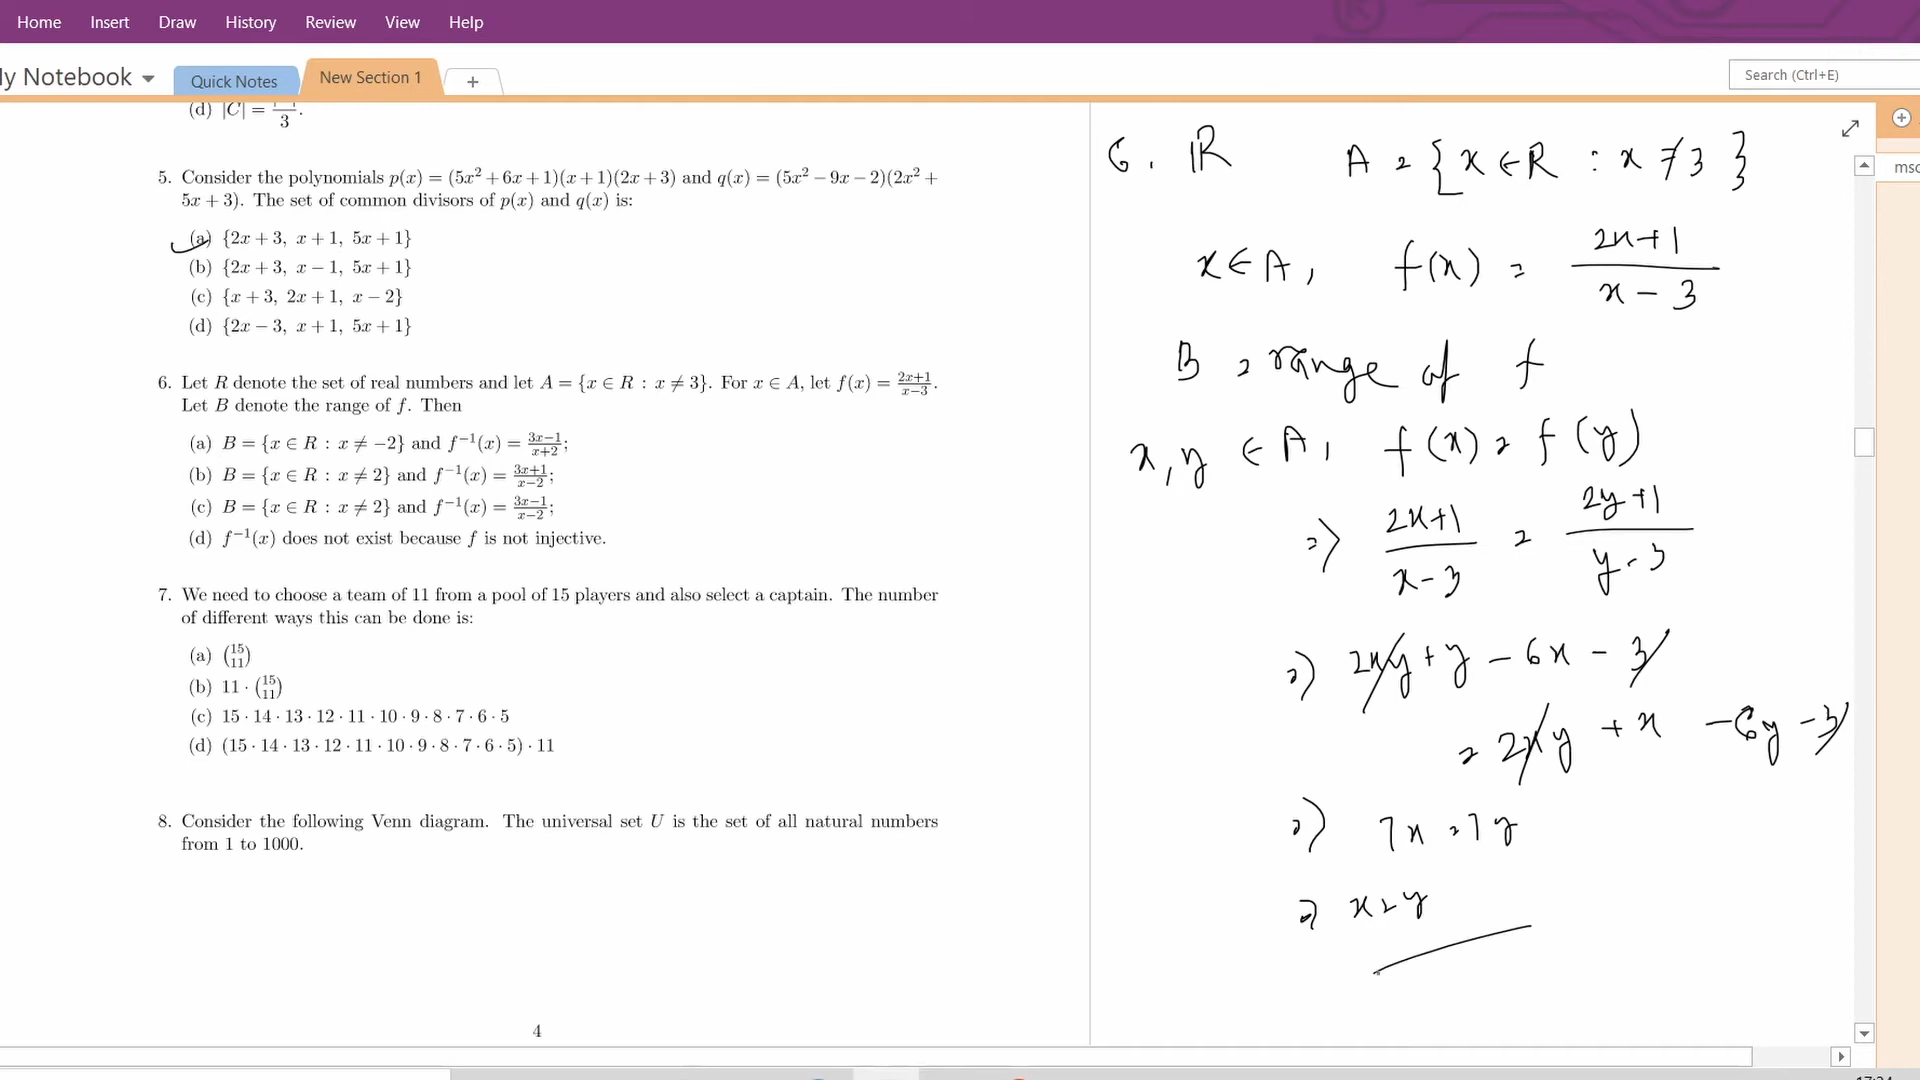 Home Insert Draw History Review View Help
ly Notebook Quick Notes New Section 1 +
Search (Ctrl+E)
(d) |C| = 3.
5. Consider the polynomials p(x) = (5x² + 6x + 1)(x + 1)(2x + 3) and q(x) = (5x² − 9x − 2)(2x² +
5x + 3). The set of common divisors of p(x) and q(x) is:
(a) {2x + 3, x + 1, 5x + 1}
(b) {2x + 3, x − 1, 5x + 1}
(c) {x + 3, 2x + 1, x − 2}
(d) {2x − 3, x + 1, 5x + 1}
6. Let R denote the set of real numbers and let A = {x ∈ R : x ≠ 3}. For x ∈ A, let f(x) = (2x+1)/(x−3).
Let B denote the range of f. Then
(a) B = {x ∈ R : x ≠ −2} and f⁻¹(x) = (3x−1)/(x+2);
(b) B = {x ∈ R : x ≠ 2} and f⁻¹(x) = (3x+1)/(x−2);
(c) B = {x ∈ R : x ≠ 2} and f⁻¹(x) = (3x−1)/(x−2);
(d) f⁻¹(x) does not exist because f is not injective.
7. We need to choose a team of 11 from a pool of 15 players and also select a captain. The number
of different ways this can be done is:
(a) (15 11)
(b) 11 · (15 11)
(c) 15 · 14 · 13 · 12 · 11 · 10 · 9 · 8 · 7 · 6 · 5
(d) (15 · 14 · 13 · 12 · 11 · 10 · 9 · 8 · 7 · 6 · 5) · 11
8. Consider the following Venn diagram. The universal set U is the set of all natural numbers
from 1 to 1000.
4
6. ℝ A = {x ∈ R : x ≠ 3}
x ∈ A, f(x) = (2x+1)/(x−3)
B = range of f
x, y ∈ A, f(x) = f(y)
⇒ (2x+1)/(x−3) = (2y+1)/(y−3)
⇒ 2xy + y − 6x − 3
= 2xy + x − 6y − 3
⇒ 7x = 7y
⇒ x = y
msc